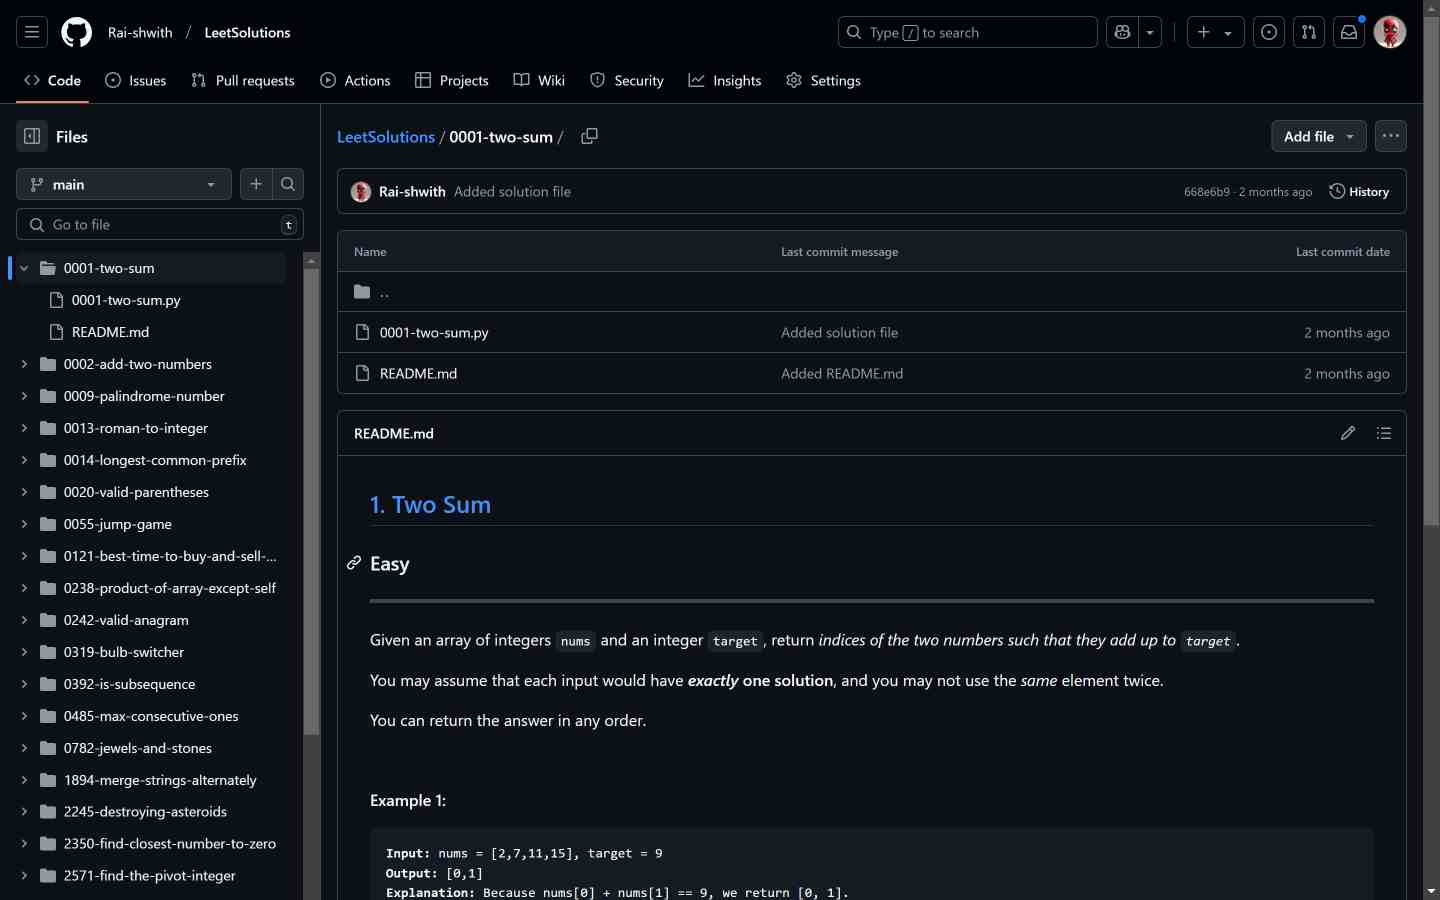 Rai-shwith / LeetSolutions
Type / to search
Code
Issues
Pull requests
Actions
Projects
Wiki
Security
Insights
Settings
Files
main
Go to file
t
0001-two-sum
0001-two-sum.py
README.md
0002-add-two-numbers
0009-palindrome-number
0013-roman-to-integer
0014-longest-common-prefix
0020-valid-parentheses
0055-jump-game
0121-best-time-to-buy-and-sell-...
0238-product-of-array-except-self
0242-valid-anagram
0319-bulb-switcher
0392-is-subsequence
0485-max-consecutive-ones
0782-jewels-and-stones
1894-merge-strings-alternately
2245-destroying-asteroids
2350-find-closest-number-to-zero
2571-find-the-pivot-integer
LeetSolutions / 0001-two-sum /
Add file
Rai-shwith Added solution file
668e6b9 · 2 months ago
History
Name Last commit message Last commit date
..
0001-two-sum.py Added solution file 2 months ago
README.md Added README.md 2 months ago
README.md
1. Two Sum
Easy
Given an array of integers nums and an integer target, return indices of the two numbers such that they add up to target.
You may assume that each input would have exactly one solution, and you may not use the same element twice.
You can return the answer in any order.
Example 1:
Input: nums = [2,7,11,15], target = 9
Output: [0,1]
Explanation: Because nums[0] + nums[1] == 9, we return [0, 1].